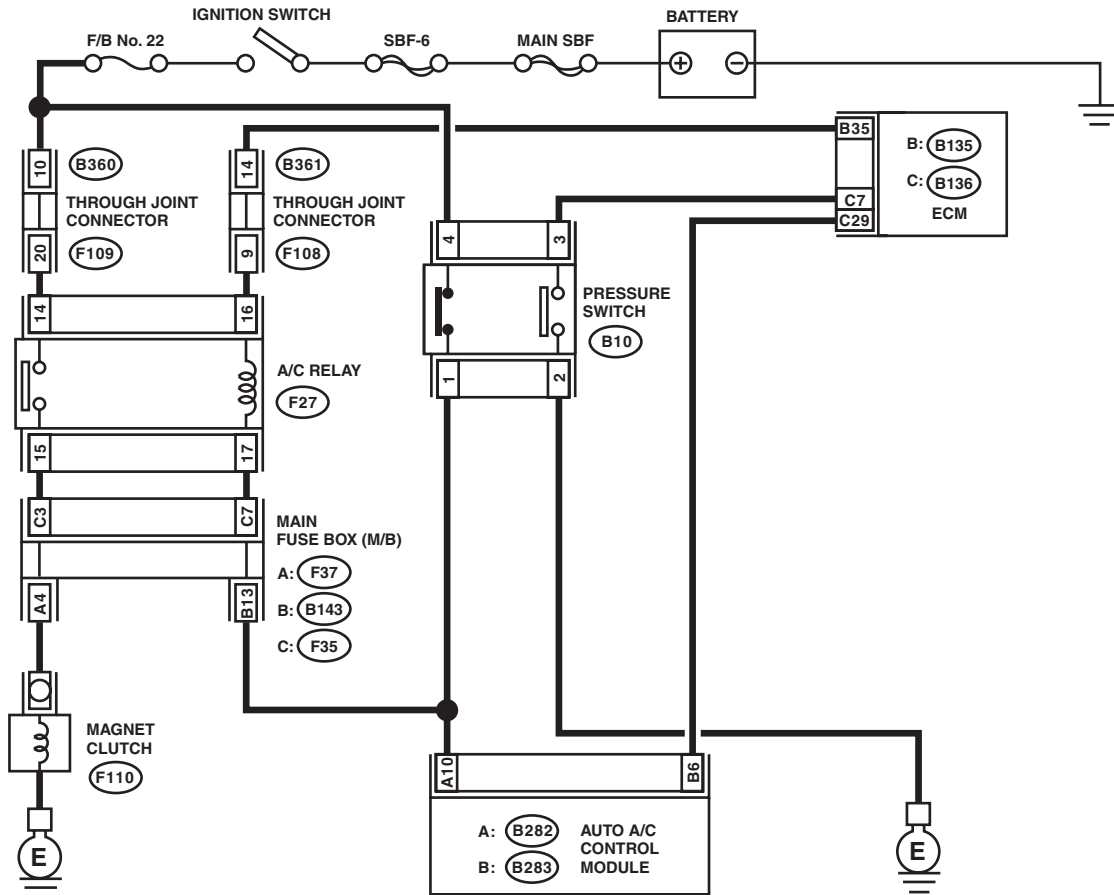 IGNITION SWITCH
BATTERY
F/B No. 22
SBF-6
MAIN SBF
+
−
B35
B: B135
C: B136
ECM
C7
C29
10
B360
14
B361
THROUGH JOINT
CONNECTOR
THROUGH JOINT
CONNECTOR
20
F109
9
F108
4
3
14
16
PRESSURE
SWITCH
B10
A/C RELAY
F27
1
2
15
17
C3
C7
MAIN
FUSE BOX (M/B)
A: F37
B: B143
C: F35
A4
B13
MAGNET
CLUTCH
F110
A10
B6
A: B282
B: B283
AUTO A/C
CONTROL
MODULE
E
E